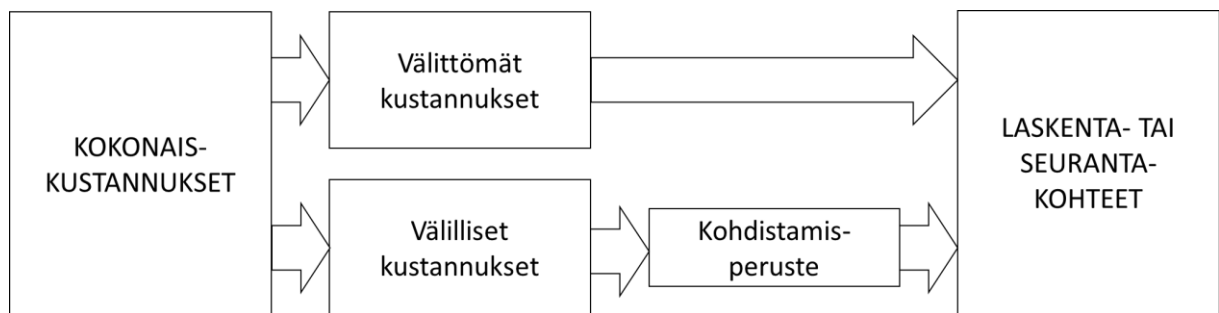 KOKONAIS-
KUSTANNUKSET
Välittömät
kustannukset
Välilliset
kustannukset
Kohdistamis-
peruste
LASKENTA- TAI
SEURANTA-
KOHTEET